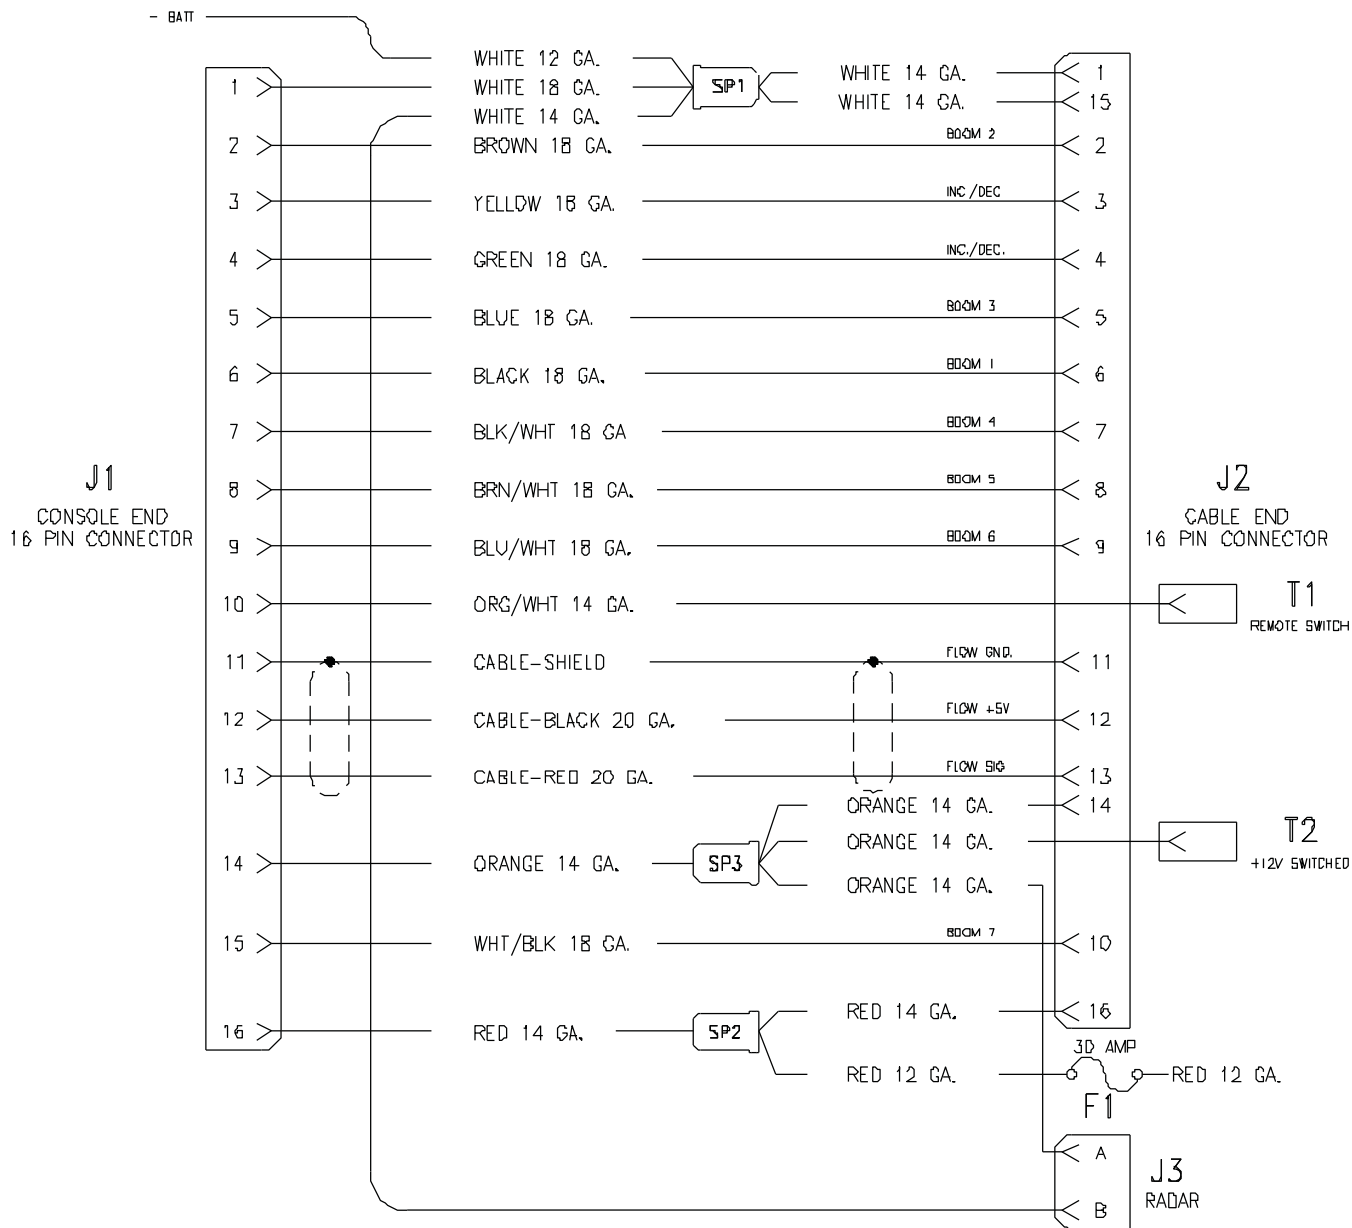 - BATT
WHITE 12 GA.
1 WHITE 18 GA. SP1 WHITE 14 GA. 1
WHITE 14 GA. WHITE 14 GA. 15
2 BROWN 18 GA. BOOM 2 2
3 YELLOW 18 GA. INC/DEC 3
4 GREEN 18 GA. INC./DEC. 4
5 BLUE 18 GA. BOOM 3 5
6 BLACK 18 GA. BOOM 1 6
7 BLK/WHT 18 GA BOOM 4 7
J1
CONSOLE END
16 PIN CONNECTOR
8 BRN/WHT 18 GA. BOOM 5 8
J2
CABLE END
16 PIN CONNECTOR
9 BLU/WHT 18 GA. BOOM 6 9
10 ORG/WHT 14 GA.
T1
REMOTE SWITCH
11 CABLE-SHIELD FLOW GND. 11
12 CABLE-BLACK 20 GA. FLOW +5V 12
13 CABLE-RED 20 GA. FLOW SIG 13
ORANGE 14 GA. 14
ORANGE 14 GA.
T2
+12V SWITCHED
14 ORANGE 14 GA. SP3
ORANGE 14 GA.
15 WHT/BLK 18 GA. BOOM 7 10
RED 14 GA. 16
16 RED 14 GA. SP2
30 AMP
RED 12 GA. RED 12 GA.
F1
A
J3
RADAR
B